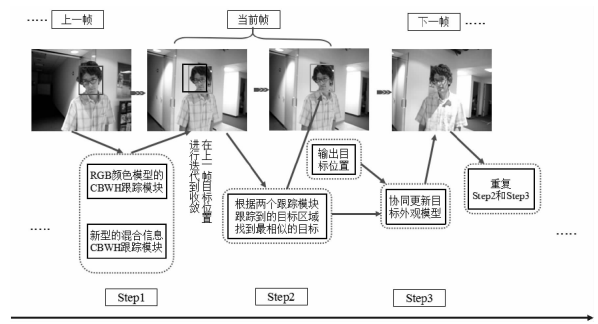 上一帧
当前帧
下一帧
RGB颜色模型的
CBWH跟踪模块
新型的混合信息
CBWH跟踪模块
在上一帧目标位置
进行迭代到收敛
根据两个跟踪模块
跟踪到的目标区域
找到最相似的目标
输出目
标位置
协同更新目
标外观模型
重复
Step2和Step3
Step1
Step2
Step3